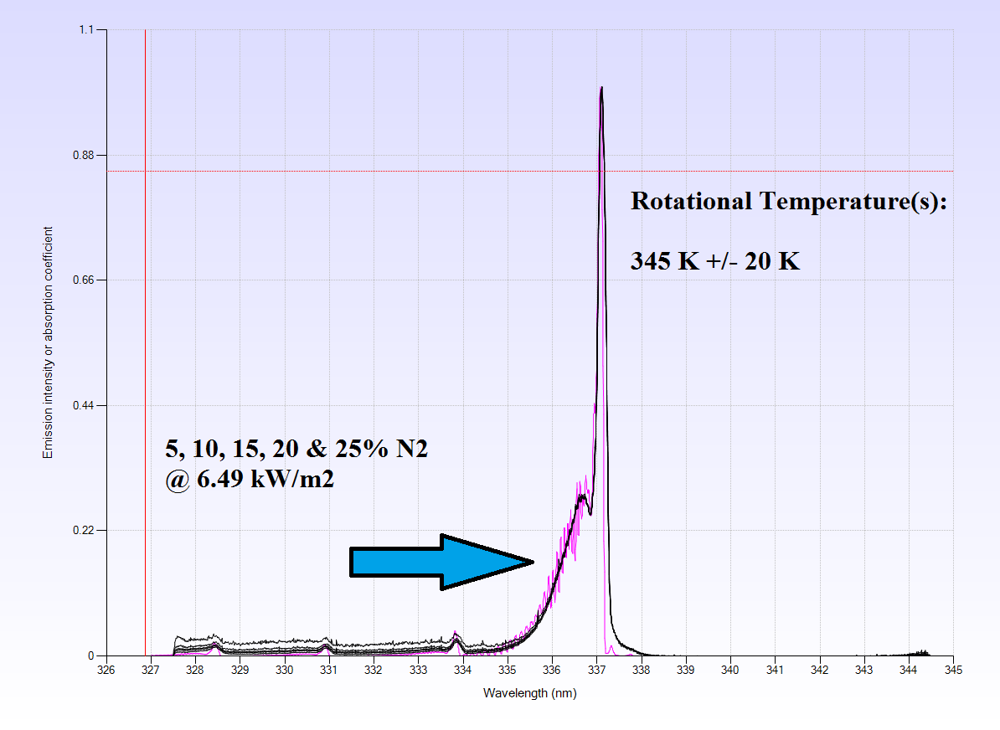 1.1
0.88
Rotational Temperature(s):
345 K +/- 20 K
0.66
Emission intensity or absorption coefficient
0.44
5, 10, 15, 20 & 25% N2
@ 6.49 kW/m2
0.22
0
326 327 328 329 330 331 332 333 334 335 336 337 338 339 340 341 342 343 344 345
Wavelength (nm)